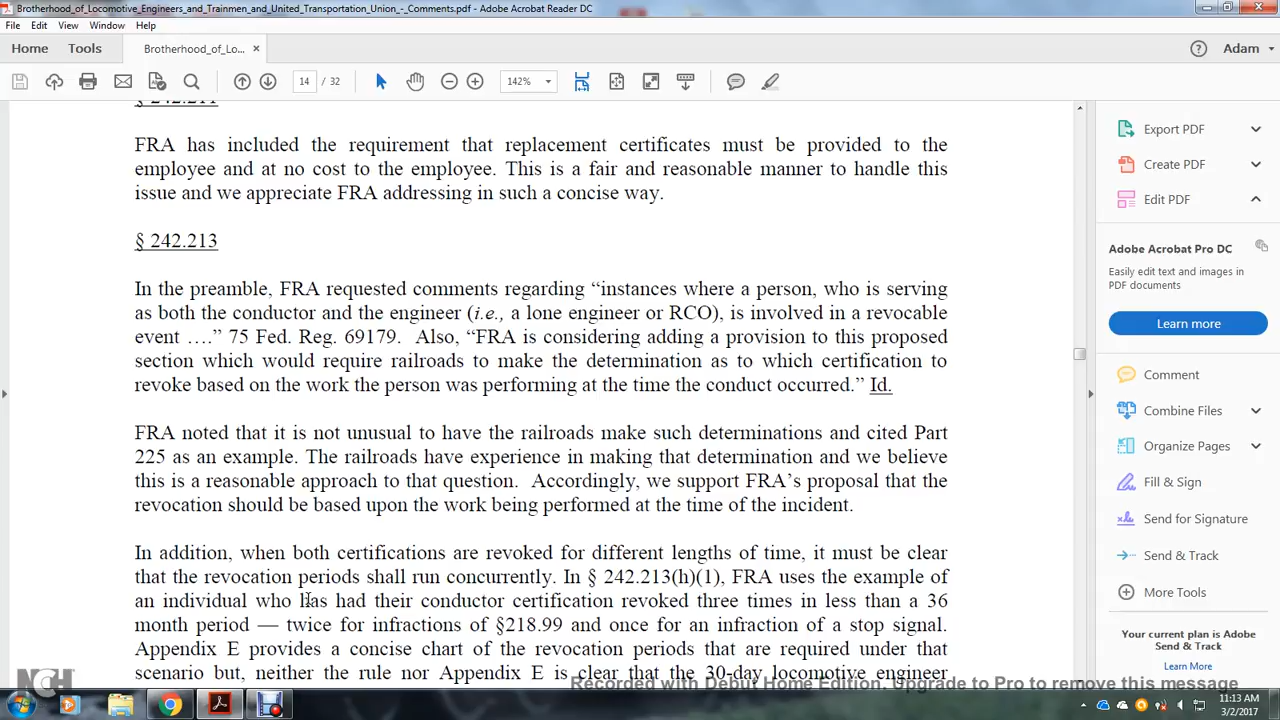 Brotherhood_of_Locomotive_Engineers_and_Trainmen_and_United_Transportation_Union_-_Comments.pdf - Adobe Acrobat Reader DC
File Edit View Window Help
Home Tools Brotherhood_of_Lo... × Adam
14 / 32 142%
§ 242.211
FRA has included the requirement that replacement certificates must be provided to the
employee and at no cost to the employee. This is a fair and reasonable manner to handle this
issue and we appreciate FRA addressing in such a concise way.
§ 242.213
In the preamble, FRA requested comments regarding “instances where a person, who is serving
as both the conductor and the engineer (i.e., a lone engineer or RCO), is involved in a revocable
event ….” 75 Fed. Reg. 69179. Also, “FRA is considering adding a provision to this proposed
section which would require railroads to make the determination as to which certification to
revoke based on the work the person was performing at the time the conduct occurred.” Id.
FRA noted that it is not unusual to have the railroads make such determinations and cited Part
225 as an example. The railroads have experience in making that determination and we believe
this is a reasonable approach to that question. Accordingly, we support FRA’s proposal that the
revocation should be based upon the work being performed at the time of the incident.
In addition, when both certifications are revoked for different lengths of time, it must be clear
that the revocation periods shall run concurrently. In § 242.213(h)(1), FRA uses the example of
an individual who has had their conductor certification revoked three times in less than a 36
month period — twice for infractions of §218.99 and once for an infraction of a stop signal.
Appendix E provides a concise chart of the revocation periods that are required under that
scenario but, neither the rule nor Appendix E is clear that the 30-day locomotive engineer
Export PDF
Create PDF
Edit PDF
Adobe Acrobat Pro DC
Easily edit text and images in
PDF documents
Learn more
Comment
Combine Files
Organize Pages
Fill & Sign
Send for Signature
Send & Track
More Tools
Your current plan is Adobe
Send & Track
Learn More
NCH
Recorded with Debut Home Edition. Upgrade to Pro to remove this message
11:13 AM
3/2/2017